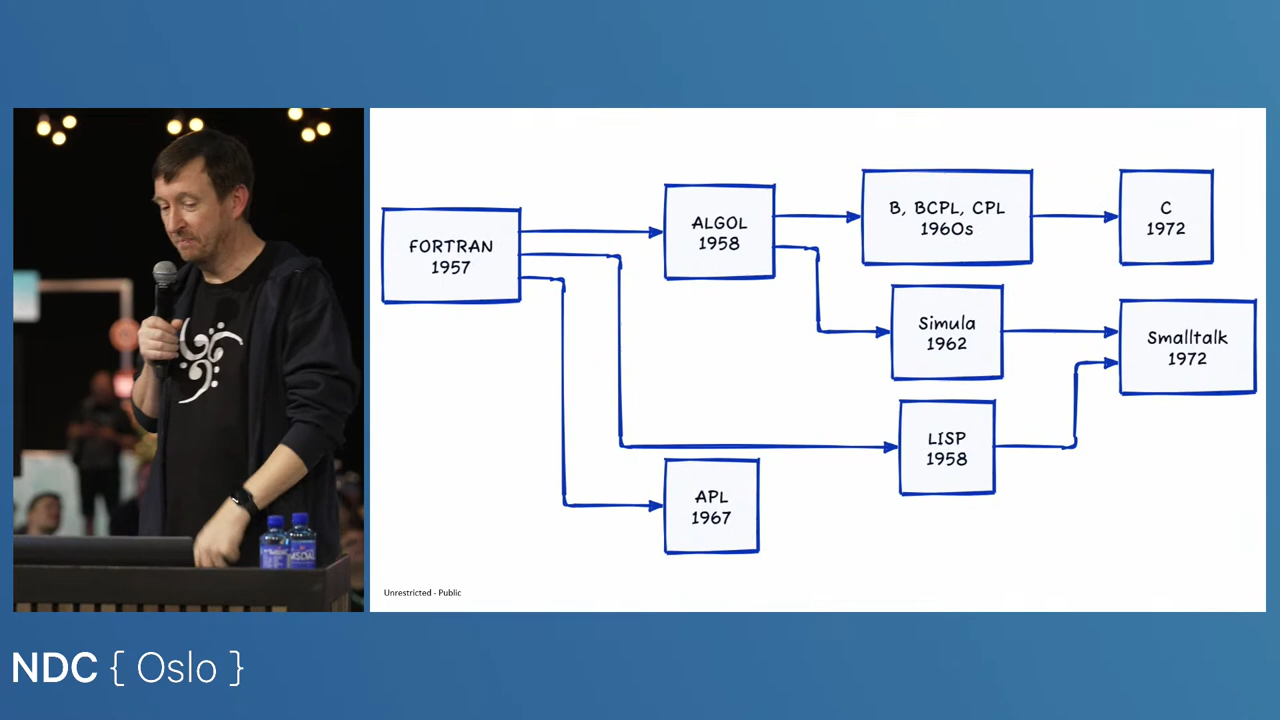 FORTRAN
1957
ALGOL
1958
B, BCPL, CPL
1960s
C
1972
Simula
1962
Smalltalk
1972
LISP
1958
APL
1967
Unrestricted - Public
NDC { Oslo }